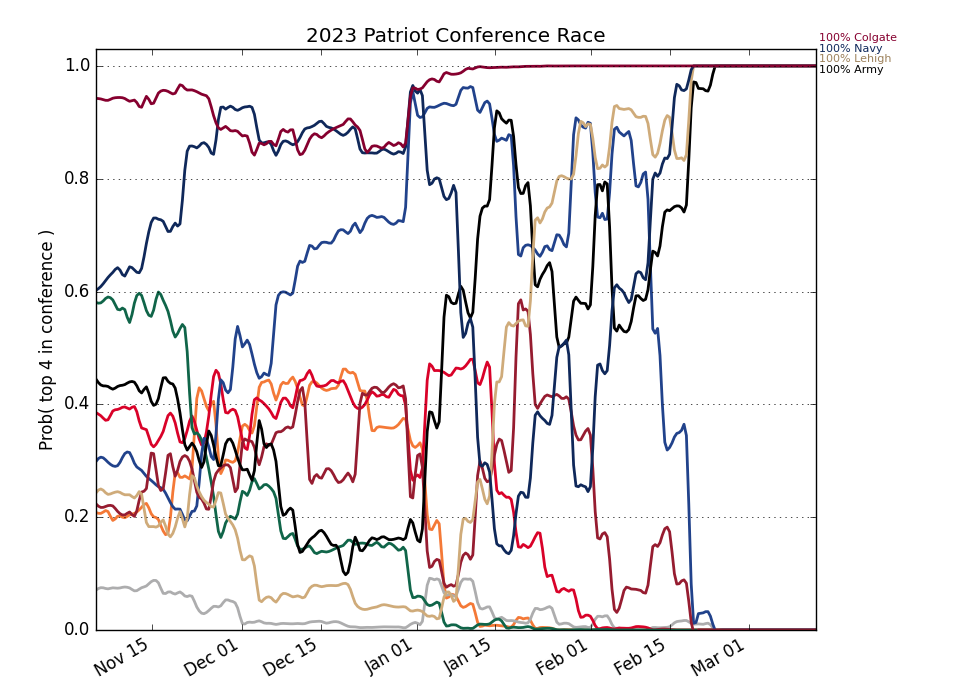 2023 Patriot Conference Race
100% Colgate
100% Navy
100% Lehigh
100% Army
Prob( top 4 in conference )
1.0
0.8
0.6
0.4
0.2
0.0
Nov 15
Dec 01
Dec 15
Jan 01
Jan 15
Feb 01
Feb 15
Mar 01